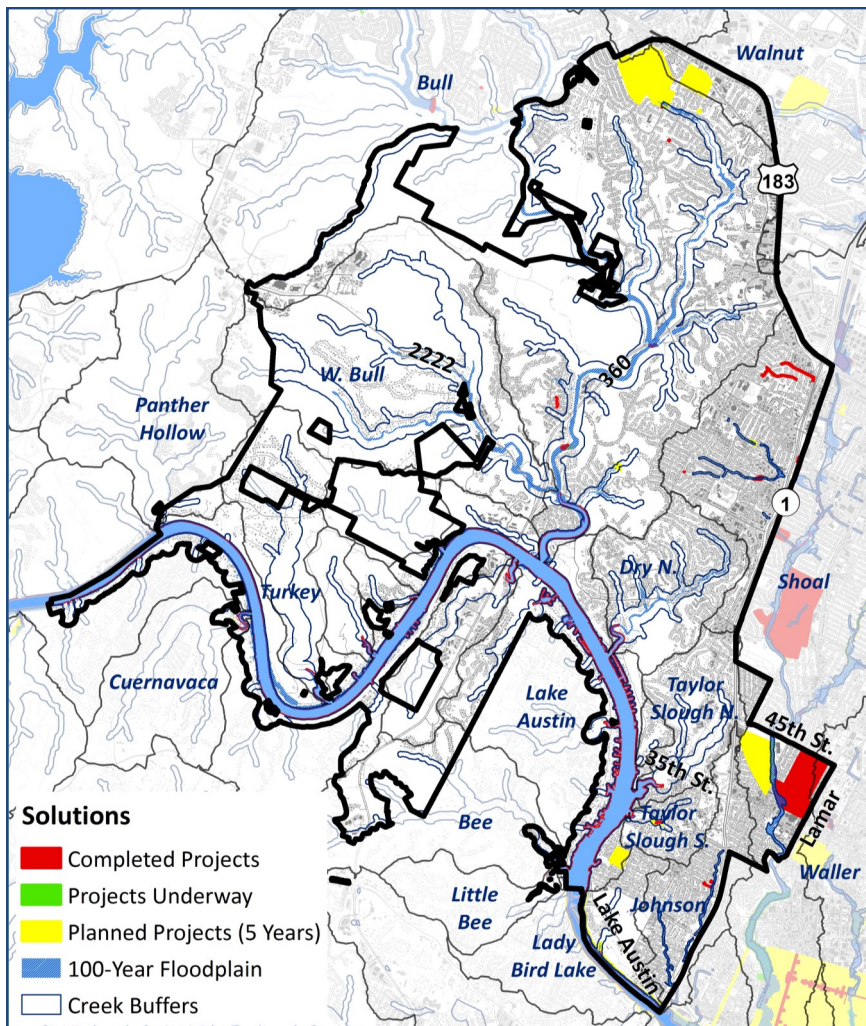 Walnut
Bull
183
2222
W. Bull
360
Panther
Hollow
1
Turkey
Dry N.
Shoal
Cuernavaca
Lake
Austin
Taylor
Slough N.
45th St.
35th St.
Lamar
Taylor
Slough S.
Bee
Waller
Little
Bee
Johnson
Lake Austin
Lady
Bird Lake
Solutions
Completed Projects
Projects Underway
Planned Projects (5 Years)
100-Year Floodplain
Creek Buffers